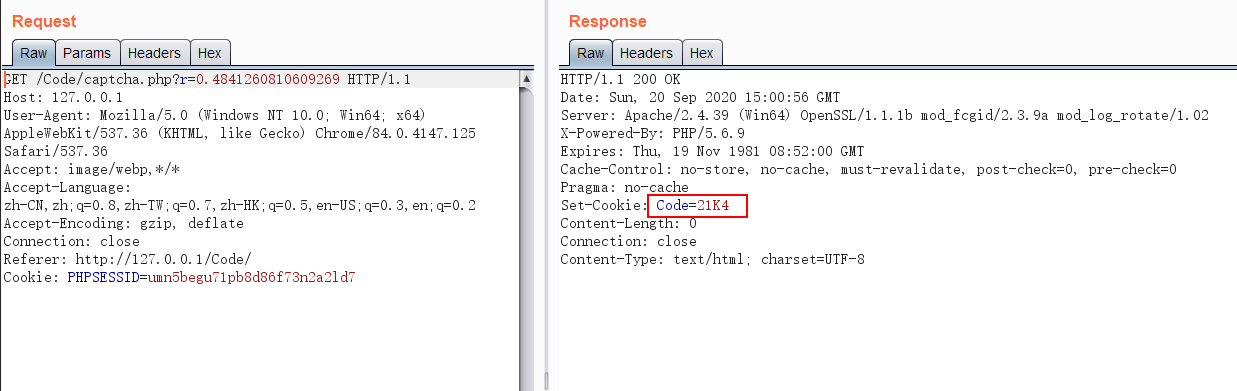 Request
Raw Params Headers Hex
GET /Code/captcha.php?r=0.4841260810609269 HTTP/1.1
Host: 127.0.0.1
User-Agent: Mozilla/5.0 (Windows NT 10.0; Win64; x64)
AppleWebKit/537.36 (KHTML, like Gecko) Chrome/84.0.4147.125
Safari/537.36
Accept: image/webp,*/*
Accept-Language:
zh-CN,zh;q=0.8,zh-TW;q=0.7,zh-HK;q=0.5,en-US;q=0.3,en;q=0.2
Accept-Encoding: gzip, deflate
Connection: close
Referer: http://127.0.0.1/Code/
Cookie: PHPSESSID=umn5begu71pb8d86f73n2a2ld7
Response
Raw Headers Hex
HTTP/1.1 200 OK
Date: Sun, 20 Sep 2020 15:00:56 GMT
Server: Apache/2.4.39 (Win64) OpenSSL/1.1.1b mod_fcgid/2.3.9a mod_log_rotate/1.02
X-Powered-By: PHP/5.6.9
Expires: Thu, 19 Nov 1981 08:52:00 GMT
Cache-Control: no-store, no-cache, must-revalidate, post-check=0, pre-check=0
Pragma: no-cache
Set-Cookie: Code=21K4
Content-Length: 0
Connection: close
Content-Type: text/html; charset=UTF-8